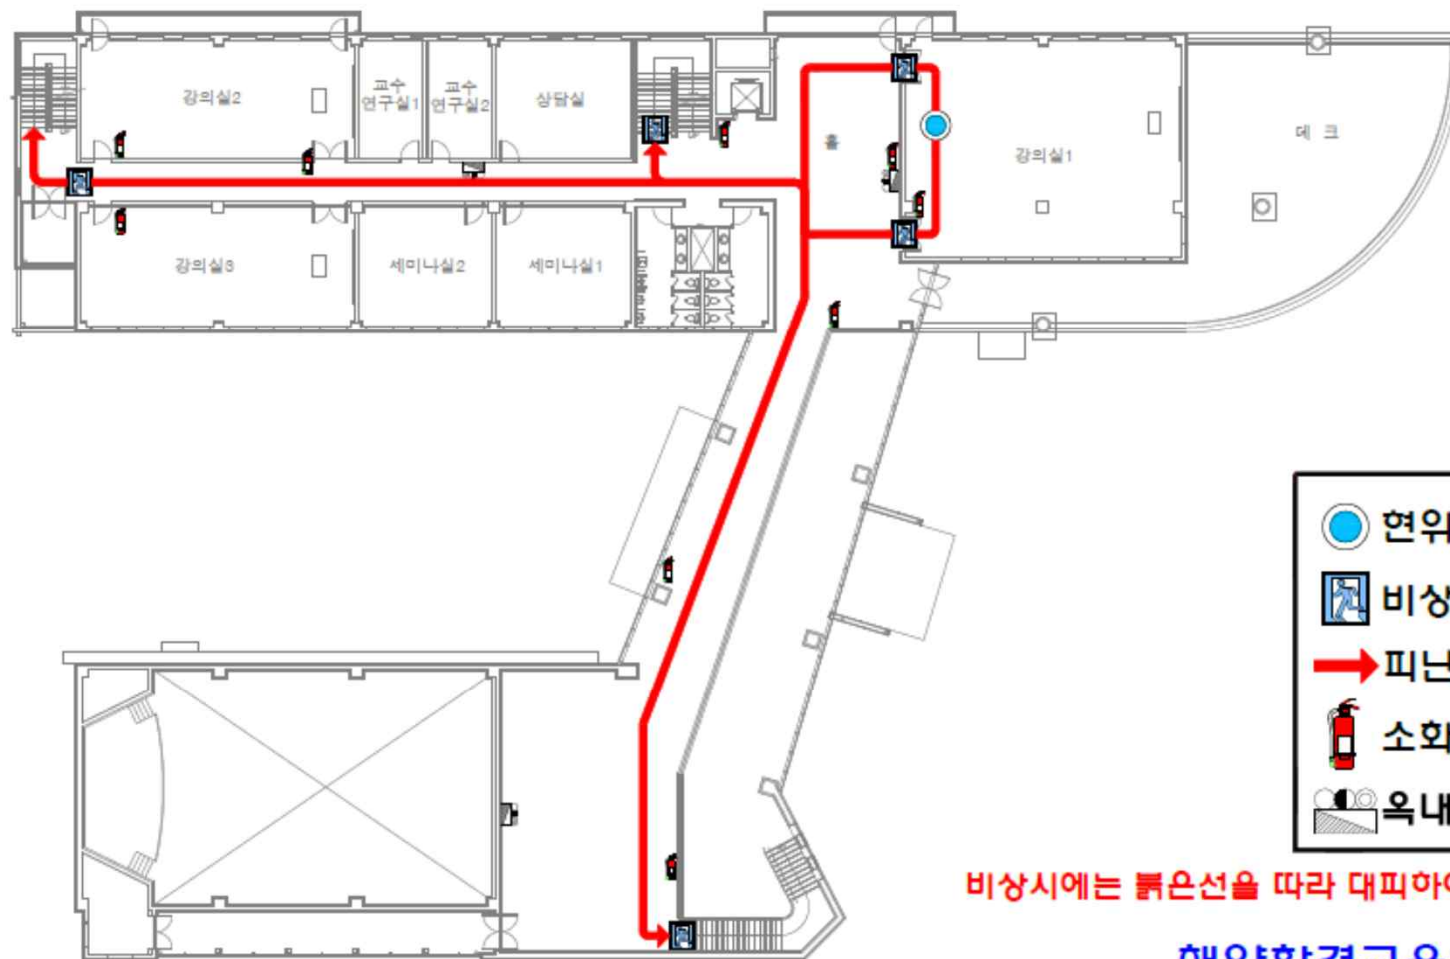 강의실2
교수
연구실1
교수
연구실2
상담실
홀
강의실1
데 크
강의실3
세미나실2
세미나실1
현위
비상
피난
소화
옥내
비상시에는 붉은선을 따라 대피하